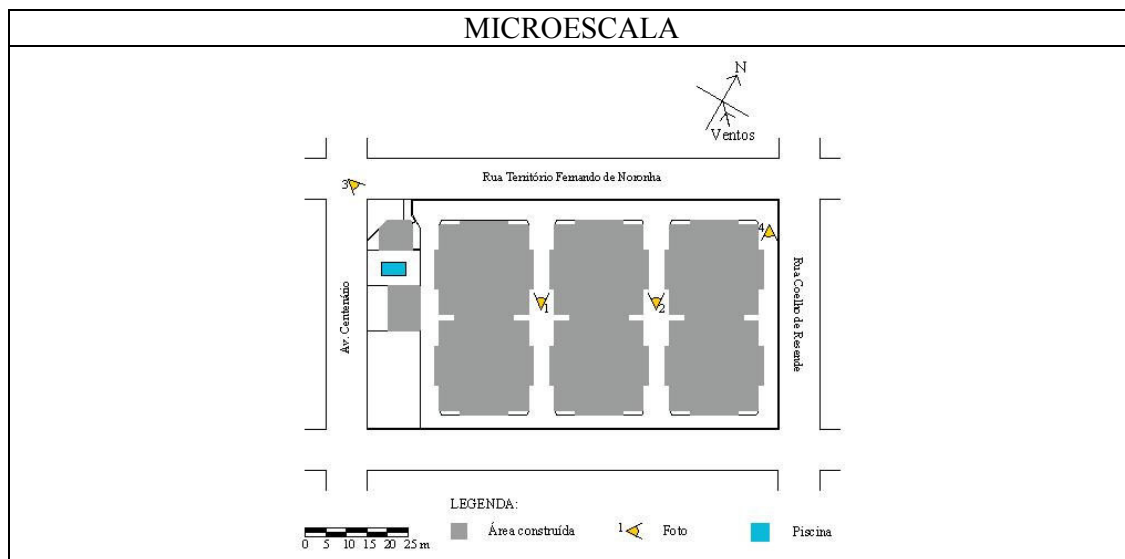 MICROESCALA
N
Ventos
Rua Território Fernando de Noronha
3
4
Av. Centenário
Rua Coelho de Resende
1
2
LEGENDA:
Área construída
1
Foto
Piscina
0 5 10 15 20 25 m